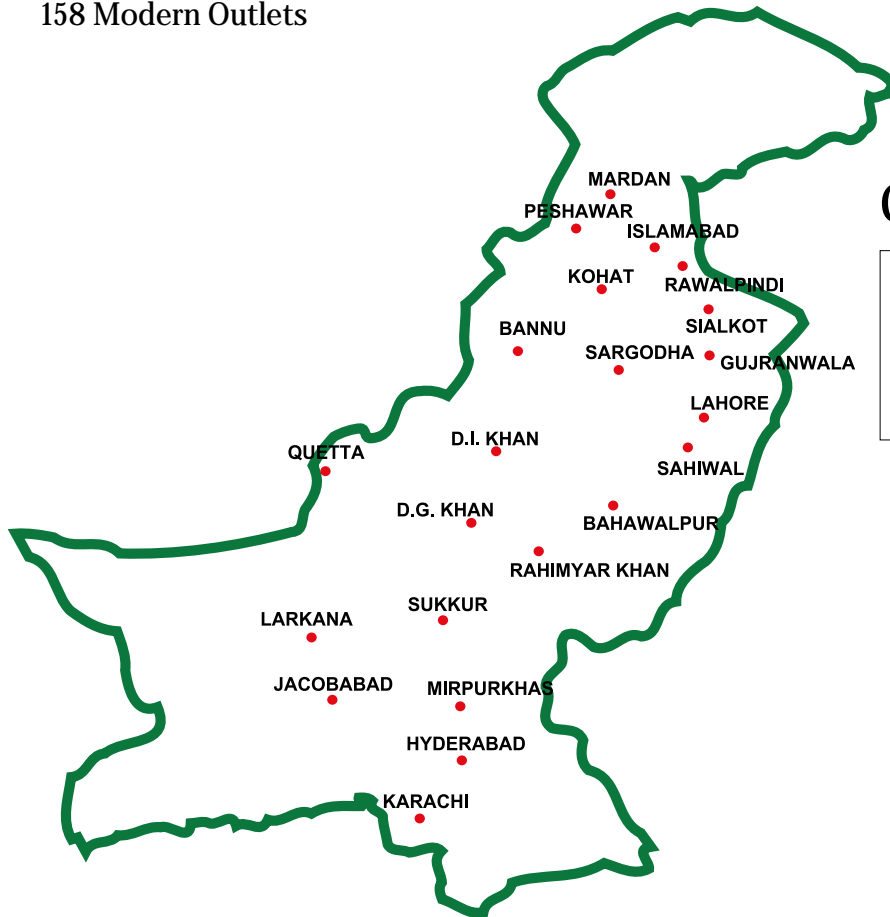 158 Modern Outlets
MARDAN
PESHAWAR
ISLAMABAD
KOHAT
RAWALPINDI
SIALKOT
BANNU
SARGODHA
GUJRANWALA
LAHORE
D.I. KHAN
QUETTA
SAHIWAL
D.G. KHAN
BAHAWALPUR
RAHIMYAR KHAN
SUKKUR
LARKANA
JACOBABAD
MIRPURKHAS
HYDERABAD
KARACHI